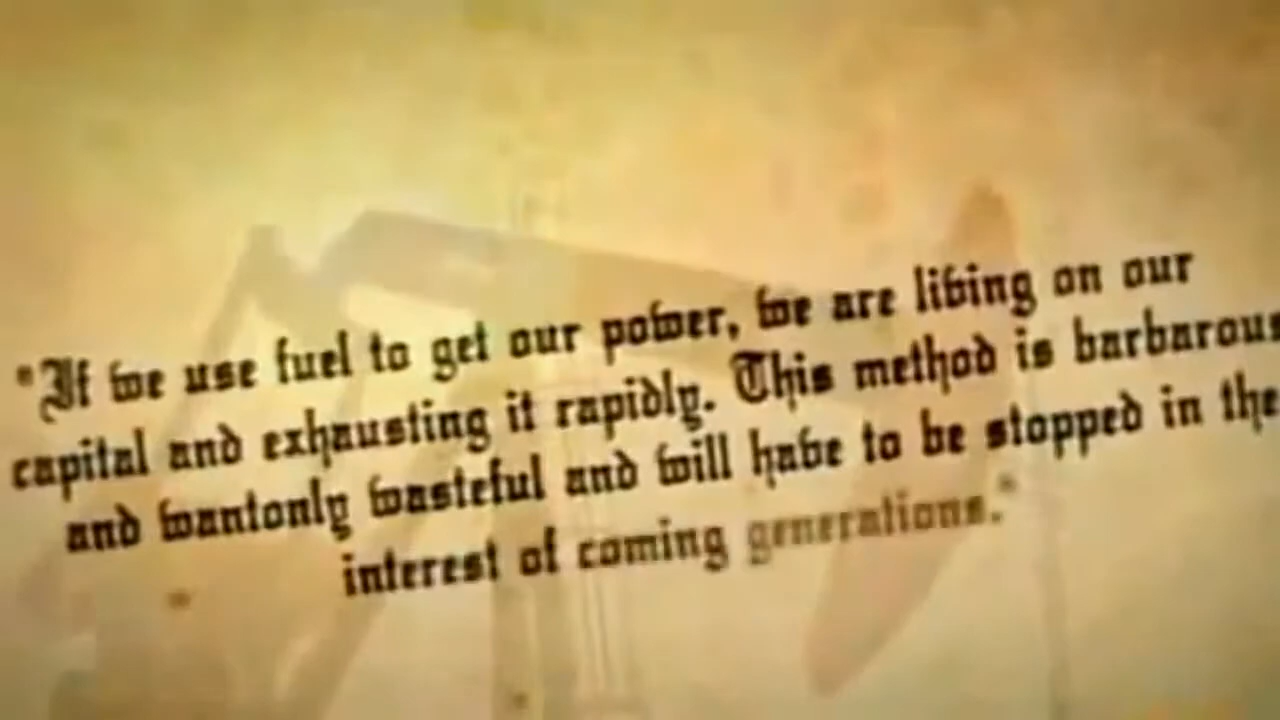 "If we use fuel to get our power, we are living on our
capital and exhausting it rapidly. This method is barbarous
and wantonly wasteful and will have to be stopped in the
interest of coming generations."